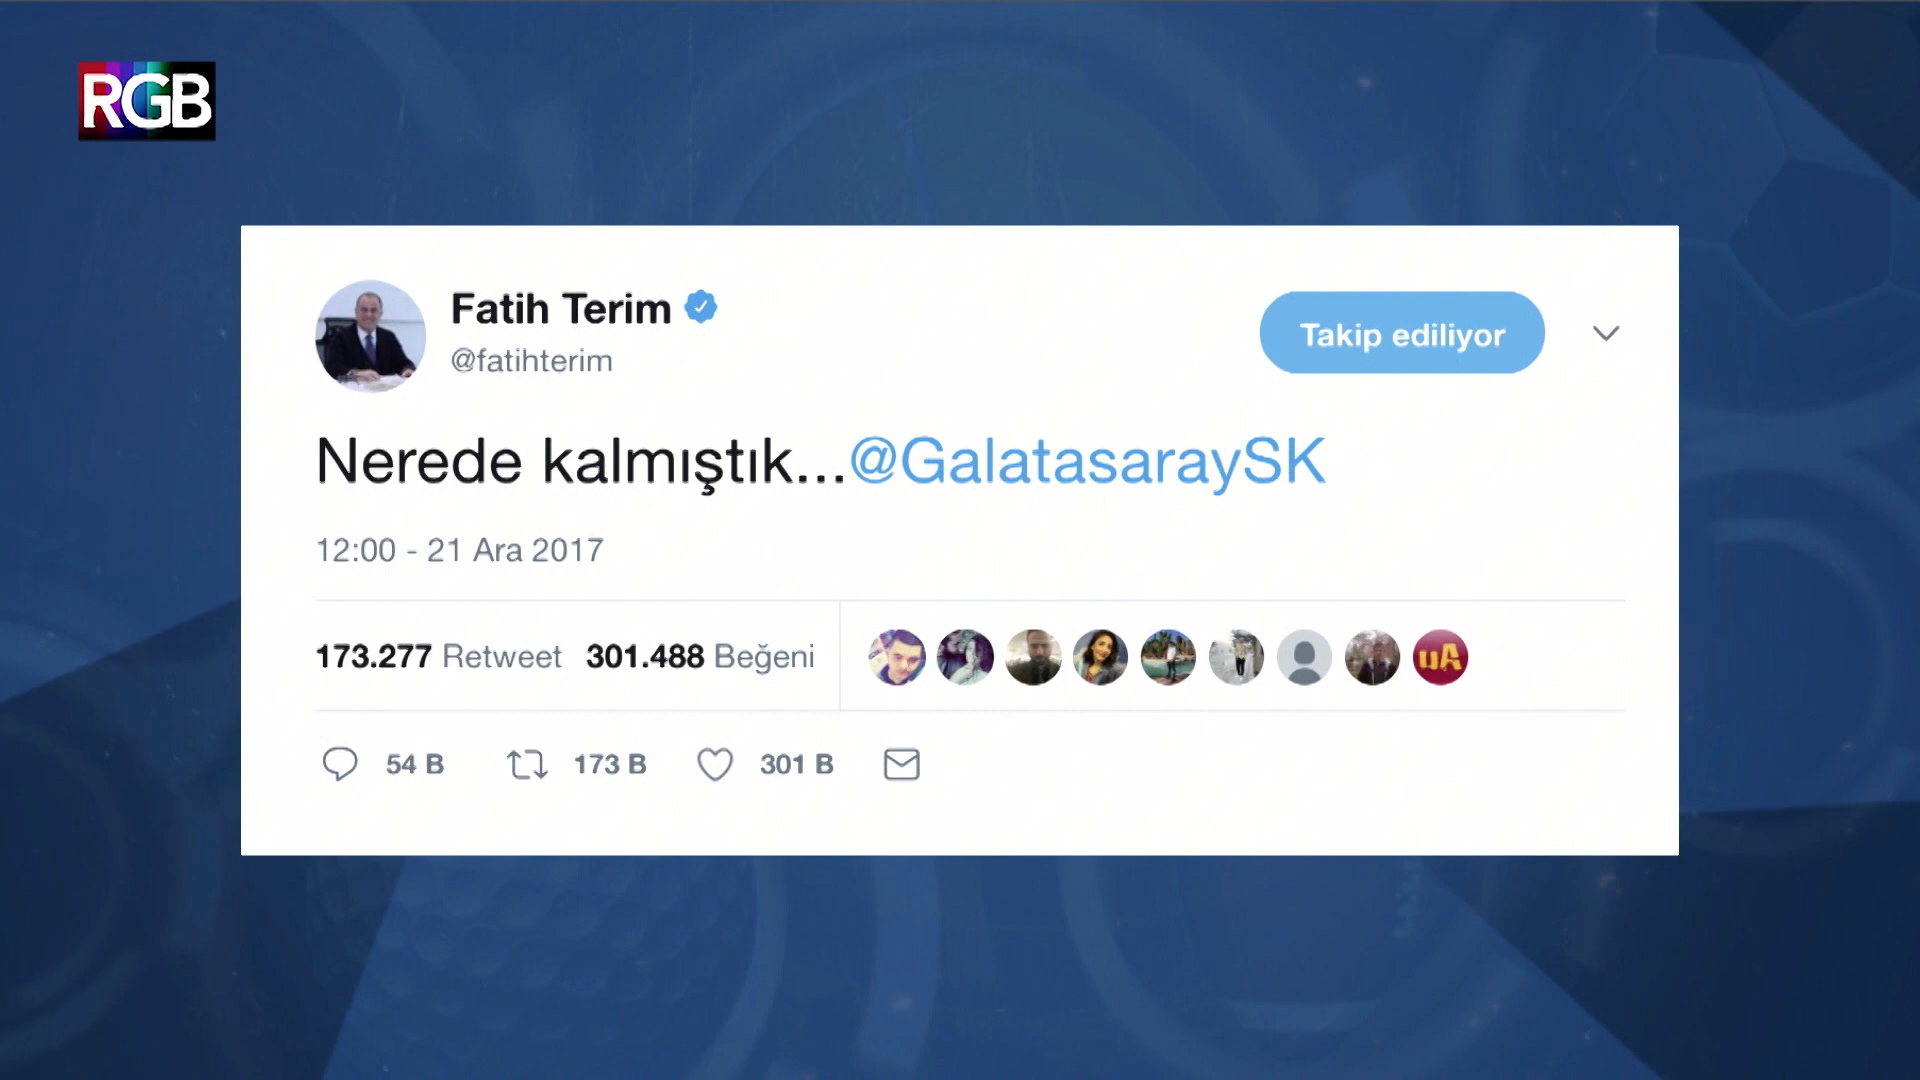 RGB
Fatih Terim
@fatihterim
Takip ediliyor
Nerede kalmıştık...@GalatasaraySK
12:00 - 21 Ara 2017
173.277 Retweet 301.488 Beğeni
uA
54 B 173 B 301 B